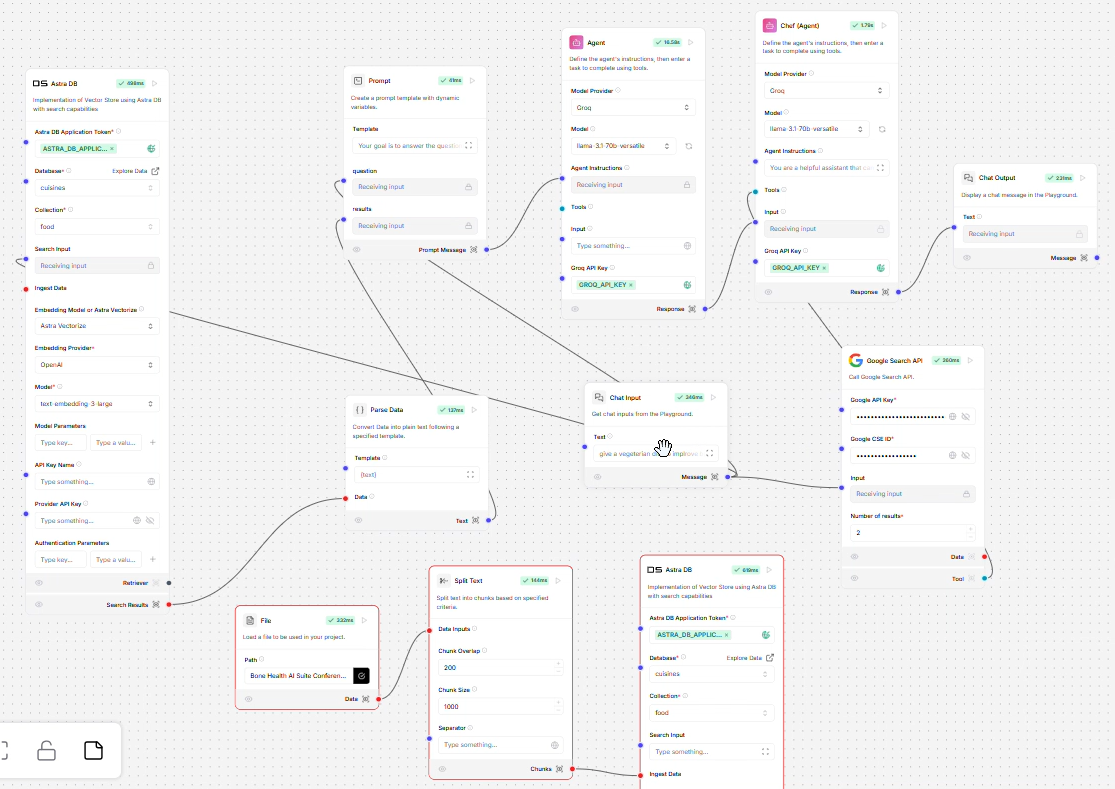 Astra DB
498ms
Implementation of Vector Store using Astra DB
with search capabilities
Astra DB Application Token*
ASTRA_DB_APPLIC... ×
Database*
Explore Data
cuisines
Collection*
food
Search Input
Receiving input
Ingest Data
Embedding Model or Astra Vectorize
Astra Vectorize
Embedding Provider*
OpenAI
Model*
text-embedding-3-large
Model Parameters
Type key...
Type a valu...
API Key Name
Type something...
Provider API Key
Type something...
Authentication Parameters
Type key...
Type a valu...
Retriever
Search Results
Prompt
41ms
Create a prompt template with dynamic
variables.
Template
Your goal is to answer the questio
question
Receiving input
results
Receiving input
Prompt Message
Agent
16.58s
Define the agent's instructions, then enter a
task to complete using tools.
Model Provider
Groq
Model
llama-3.1-70b-versatile
Agent Instructions
Receiving input
Tools
Input
Type something...
Groq API Key
GROQ_API_KEY ×
Response
Chef (Agent)
1.79s
Define the agent's instructions, then enter a
task to complete using tools.
Model Provider
Groq
Model
llama-3.1-70b-versatile
Agent Instructions
You are a helpful assistant that
Tools
Input
Receiving input
Groq API Key
GROQ_API_KEY ×
Response
Chat Output
221ms
Display a chat message in the Playground.
Text
Receiving input
Message
Parse Data
137ms
Convert Data into plain text following a
specified template.
Template
{text}
Data
Text
Chat Input
346ms
Get chat inputs from the Playground.
Text
give a vegeterian improve
Message
Google Search API
260ms
Call Google Search API.
Google API Key*
Google CSE ID*
Input
Receiving input
Number of results*
2
Data
Tool
File
332ms
Load a file to be used in your project.
Path
Bone Health AI Suite Conferen...
Data
Split Text
144ms
Split text into chunks based on specified
criteria.
Data Inputs
Chunk Overlap
200
Chunk Size
1000
Separator
Type something...
Chunks
Astra DB
619ms
Implementation of Vector Store using Astra DB
with search capabilities
Astra DB Application Token*
ASTRA_DB_APPLIC... ×
Database*
Explore Data
cuisines
Collection*
food
Search Input
Type something...
Ingest Data